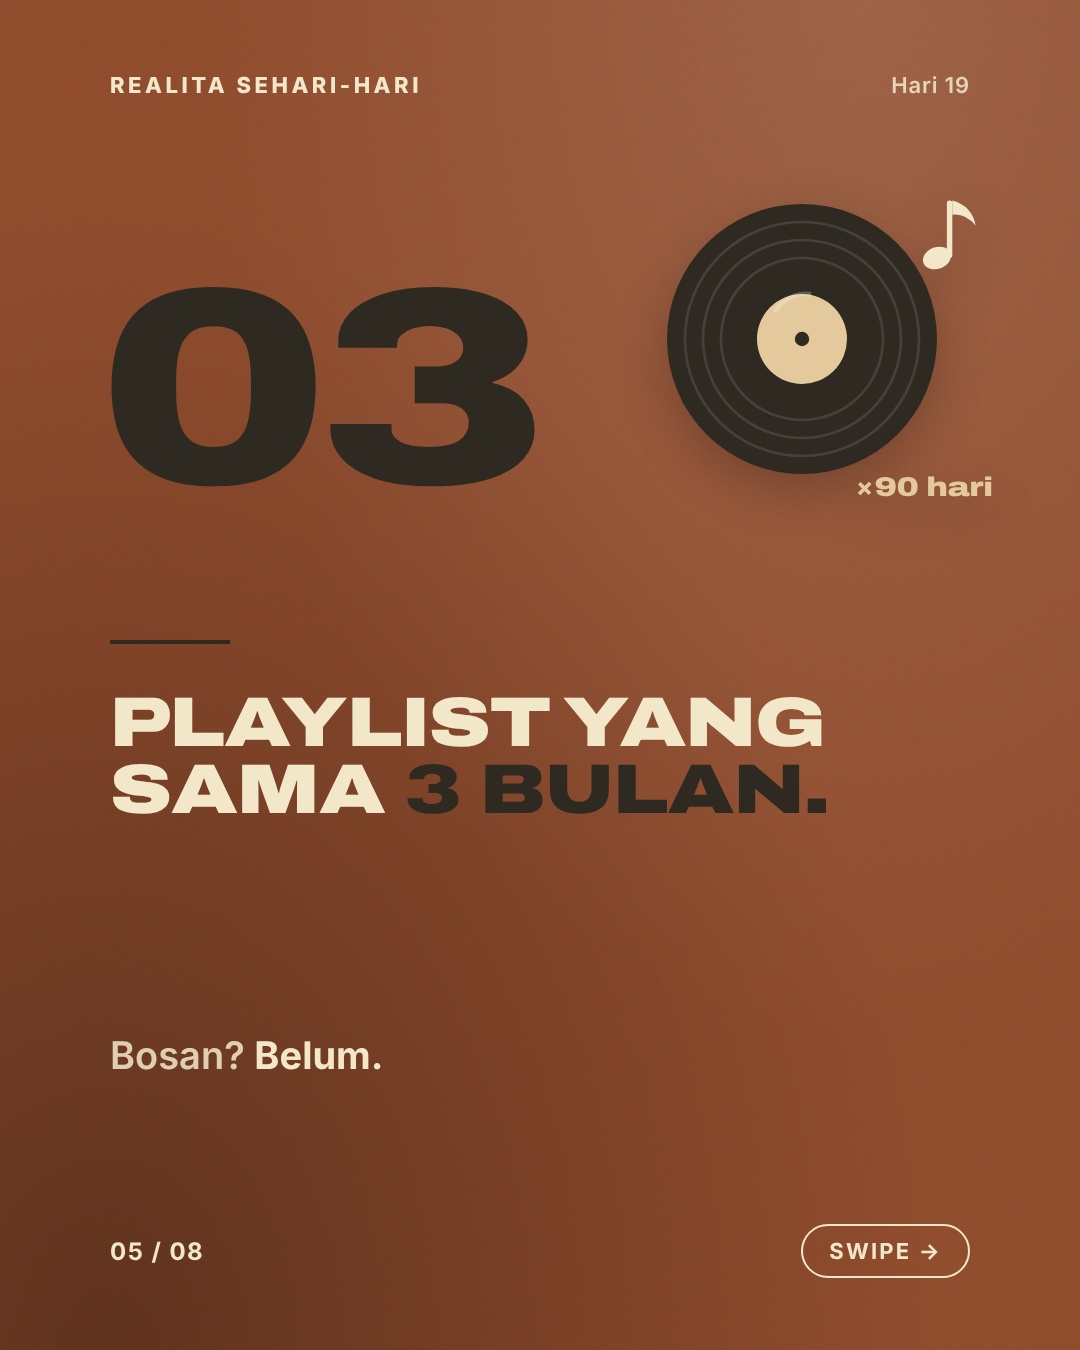 REALITA SEHARI-HARI
Hari 19
03
×90 hari
PLAYLIST YANG
SAMA 3 BULAN.
Bosan? Belum.
05 / 08
SWIPE →